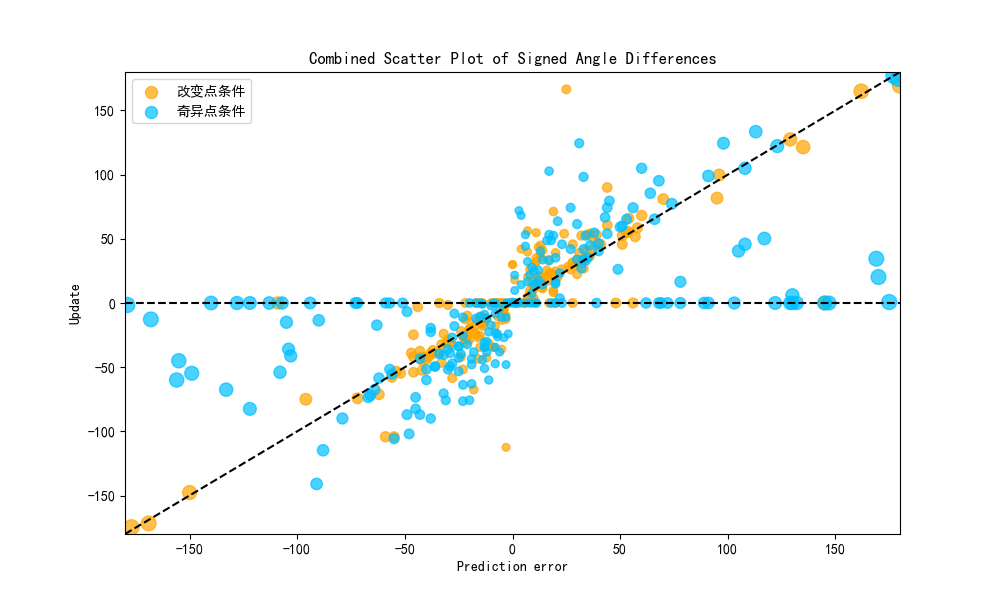 Combined Scatter Plot of Signed Angle Differences
改变点条件
奇异点条件
Update
150
100
50
0
−50
−100
−150
−150
−100
−50
0
50
100
150
Prediction error